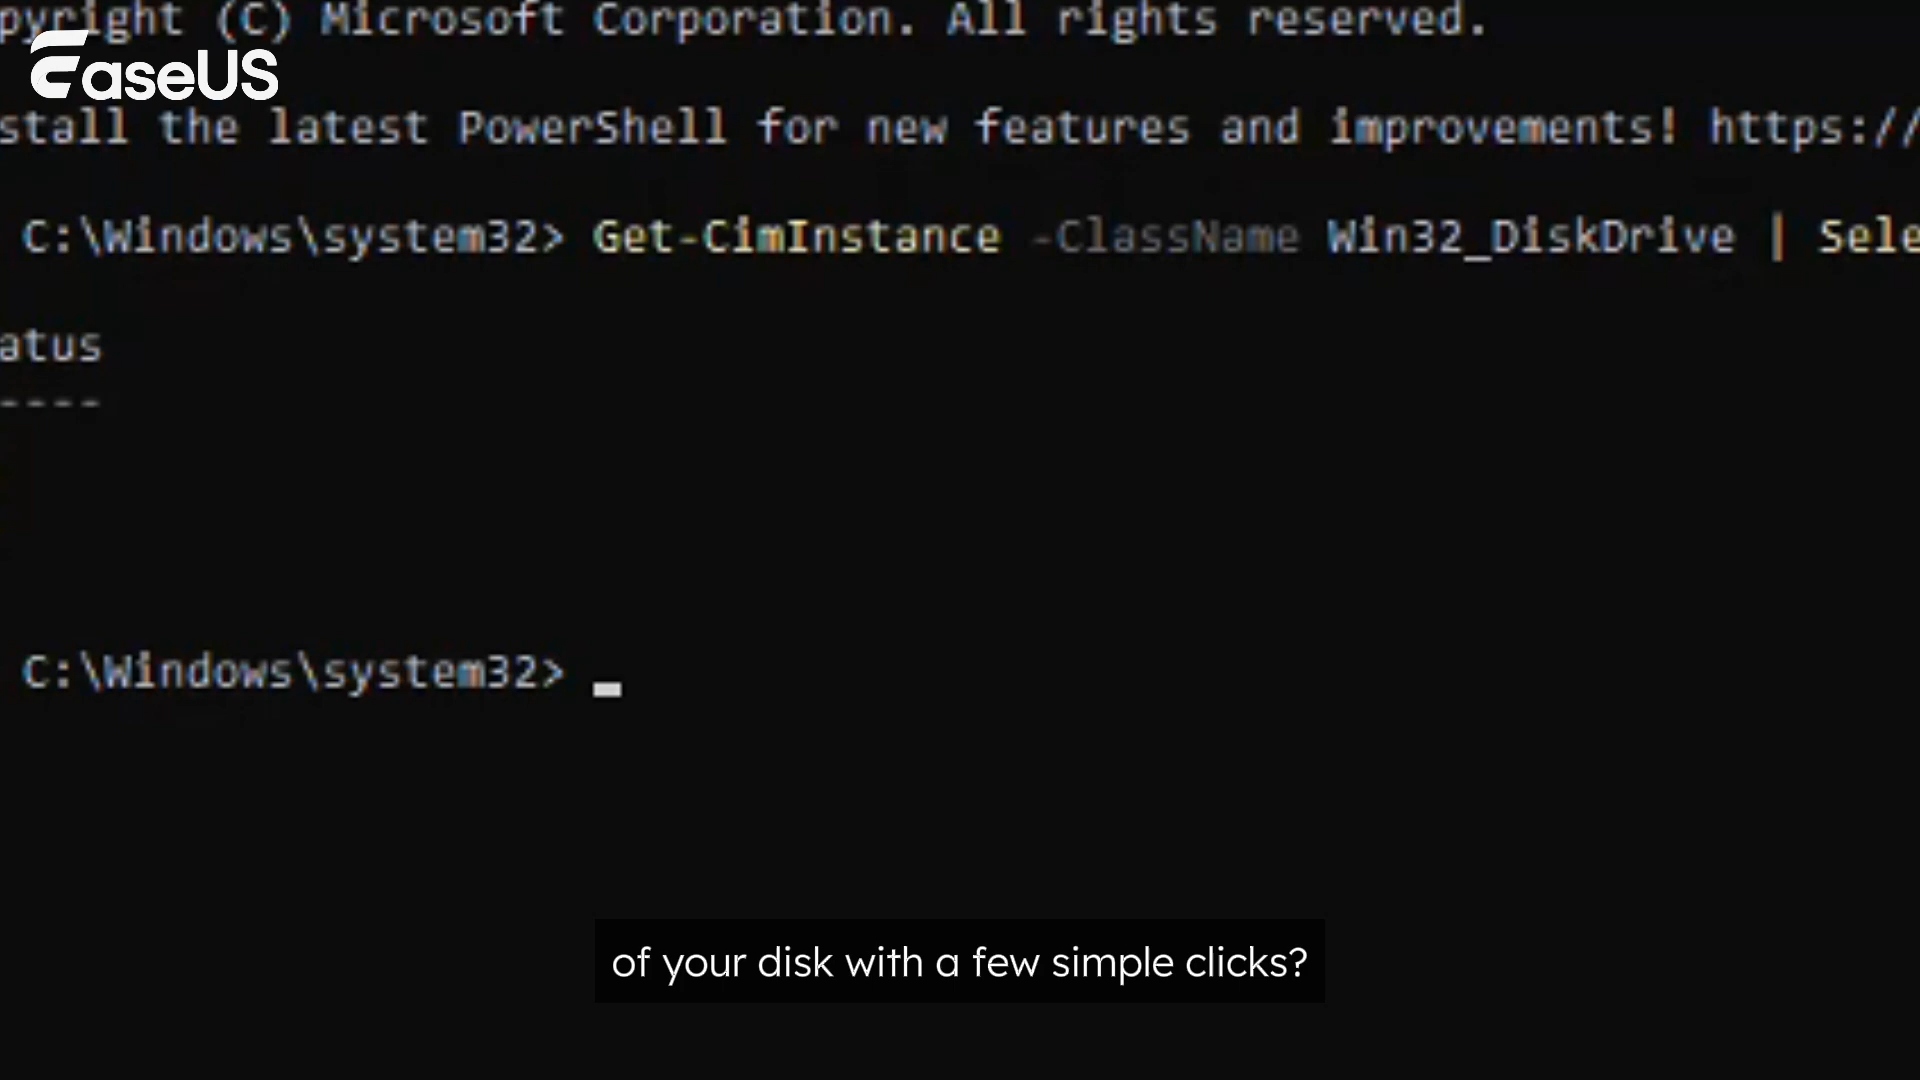 pyright (C) Microsoft Corporation. All rights reserved.
EaseUS
stall the latest PowerShell for new features and improvements! https://
C:\Windows\system32> Get-CimInstance -ClassName Win32_DiskDrive | Sele
atus
----
C:\Windows\system32>
of your disk with a few simple clicks?